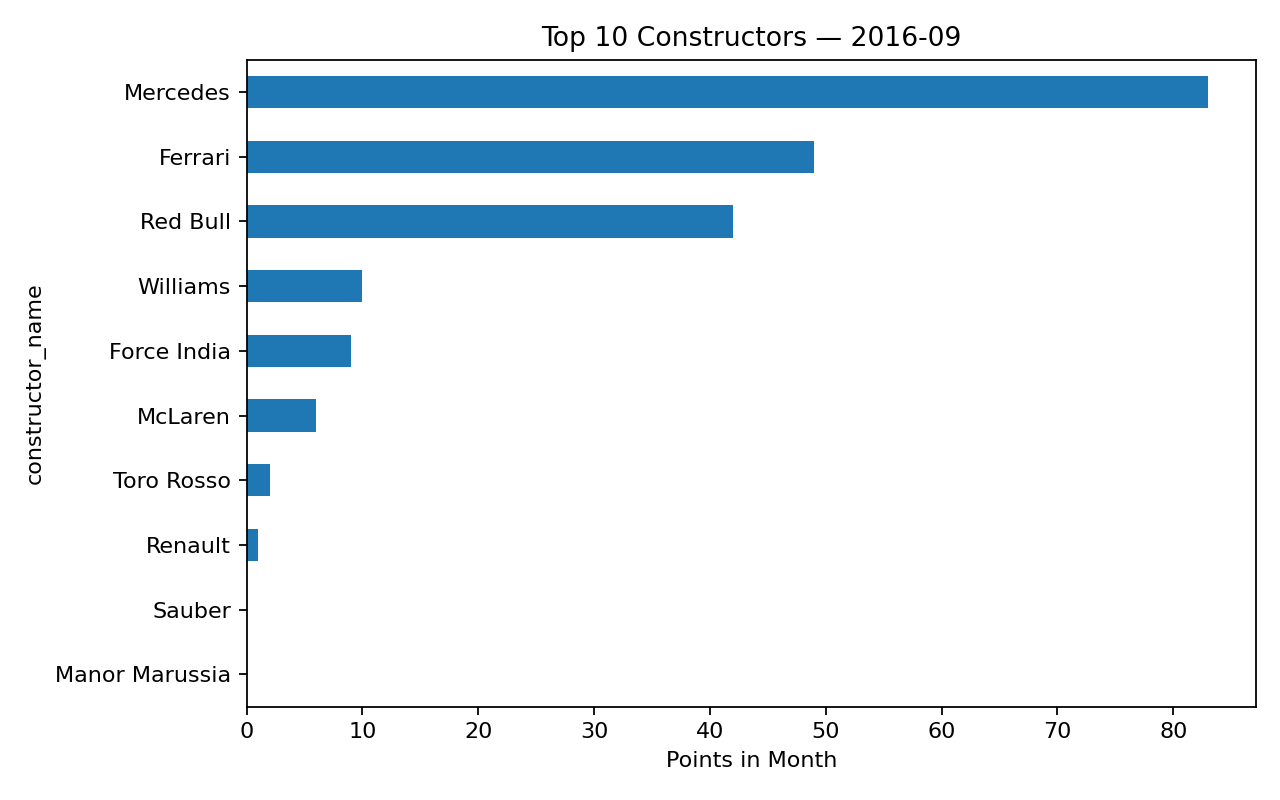 Top 10 Constructors — 2016-09
constructor_name
Mercedes
Ferrari
Red Bull
Williams
Force India
McLaren
Toro Rosso
Renault
Sauber
Manor Marussia
0 10 20 30 40 50 60 70 80
Points in Month